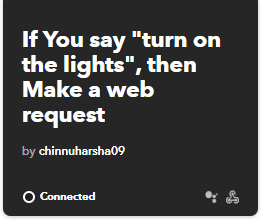 If You say "turn on
the lights", then
Make a web
request
by chinnuharsha09
Connected